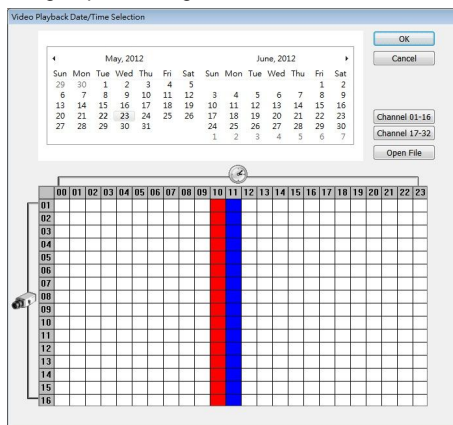 Video Playback Date/Time Selection
OK
Cancel
May, 2012
Sun Mon Tue Wed Thu Fri Sat
29 30 1 2 3 4 5
6 7 8 9 10 11 12
13 14 15 16 17 18 19
20 21 22 23 24 25 26
27 28 29 30 31
June, 2012
Sun Mon Tue Wed Thu Fri Sat
1 2
3 4 5 6 7 8 9
10 11 12 13 14 15 16
17 18 19 20 21 22 23
24 25 26 27 28 29 30
1 2 3 4 5 6 7
Channel 01-16
Channel 17-32
Open File
00 01 02 03 04 05 06 07 08 09 10 11 12 13 14 15 16 17 18 19 20 21 22 23
01
02
03
04
05
06
07
08
09
10
11
12
13
14
15
16